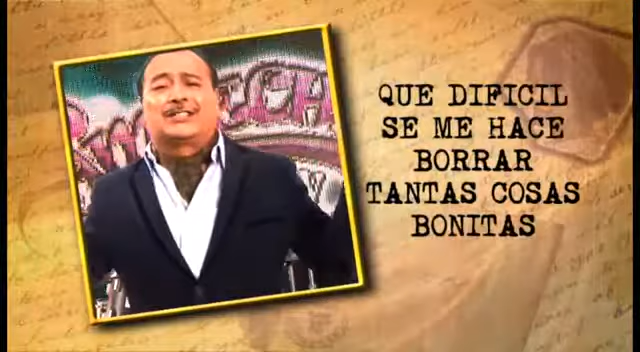 QUE DIFICIL
SE ME HACE
BORRAR
TANTAS COSAS
BONITAS